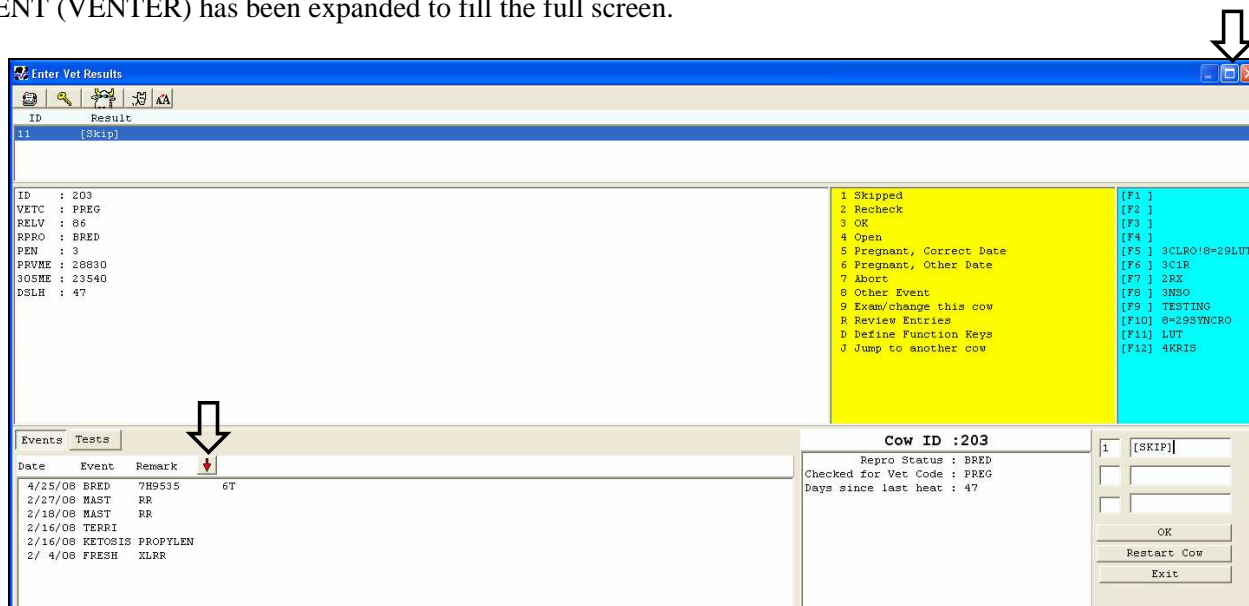 ENT (VENTER) has been expanded to fill the full screen.
Enter Vet Results
ID Result
11 [Skip]
ID : 203
VETC : PREG
RELV : 86
RPRO : BRED
PEN : 3
PRVME : 28830
305ME : 23540
DSLH : 47
1 Skipped
2 Recheck
3 OK
4 Open
5 Pregnant, Correct Date
6 Pregnant, Other Date
7 Abort
8 Other Event
9 Exam/change this cow
R Review Entries
D Define Function Keys
J Jump to another cow
[F1 ]
[F2 ]
[F3 ]
[F4 ]
[F5 ] 3CLRO!8=29LUT
[F6 ] 3C1R
[F7 ] 2RX
[F8 ] 3NSO
[F9 ] TESTING
[F10] 8=29SYNCRO
[F11] LUT
[F12] 4KRIS
Events Tests
Date Event Remark
4/25/08 BRED 7H9535 6T
2/27/08 MAST RR
2/18/08 MAST RR
2/16/08 TERRI
2/16/08 KETOSIS PROPYLEN
2/ 4/08 FRESH XLRR
Cow ID :203
Repro Status : BRED
Checked for Vet Code : PREG
Days since last heat : 47
1 [SKIP]
OK
Restart Cow
Exit